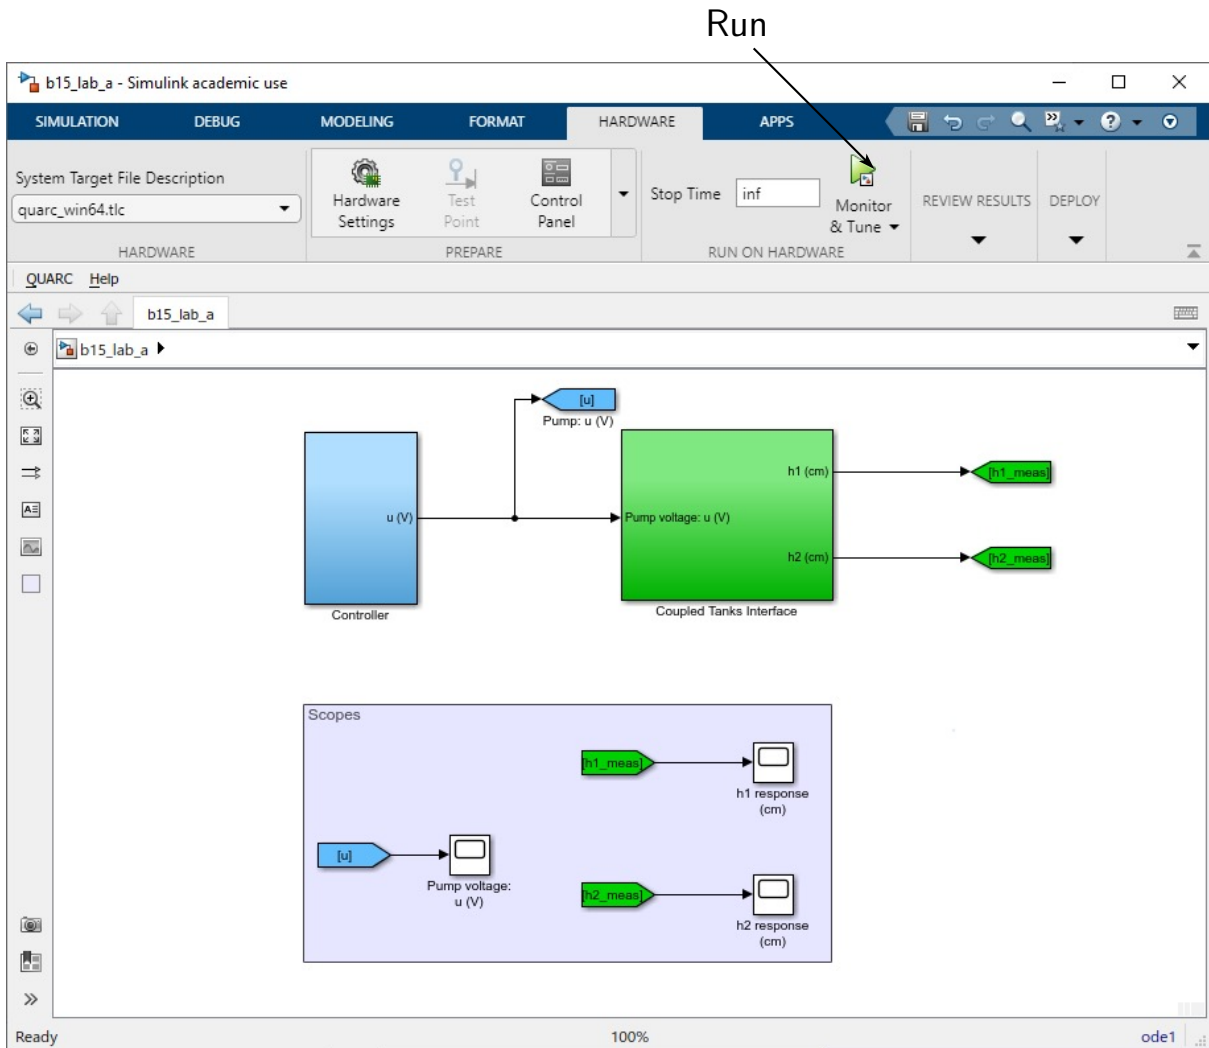 Run
b15_lab_a - Simulink academic use
SIMULATION DEBUG MODELING FORMAT HARDWARE APPS
System Target File Description
quarc_win64.tlc
HARDWARE
Hardware Settings
Test Point
Control Panel
PREPARE
Stop Time inf
Monitor & Tune
RUN ON HARDWARE
REVIEW RESULTS
DEPLOY
QUARC Help
b15_lab_a
b15_lab_a
[u]
Pump: u (V)
u (V)
Controller
Pump voltage: u (V)
h1 (cm)
h2 (cm)
Coupled Tanks Interface
[h1_meas]
[h2_meas]
Scopes
[u]
Pump voltage:
u (V)
[h1_meas]
h1 response
(cm)
[h2_meas]
h2 response
(cm)
Ready 100% ode1